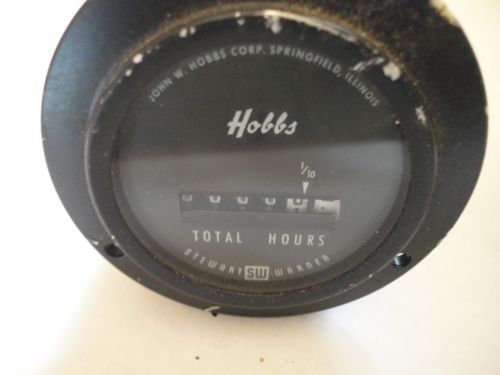 JOHN W. HOBBS CORP. SPRINGFIELD, ILLINOIS
Hobbs
1/10
TOTAL HOURS
STEWART SW WARNER